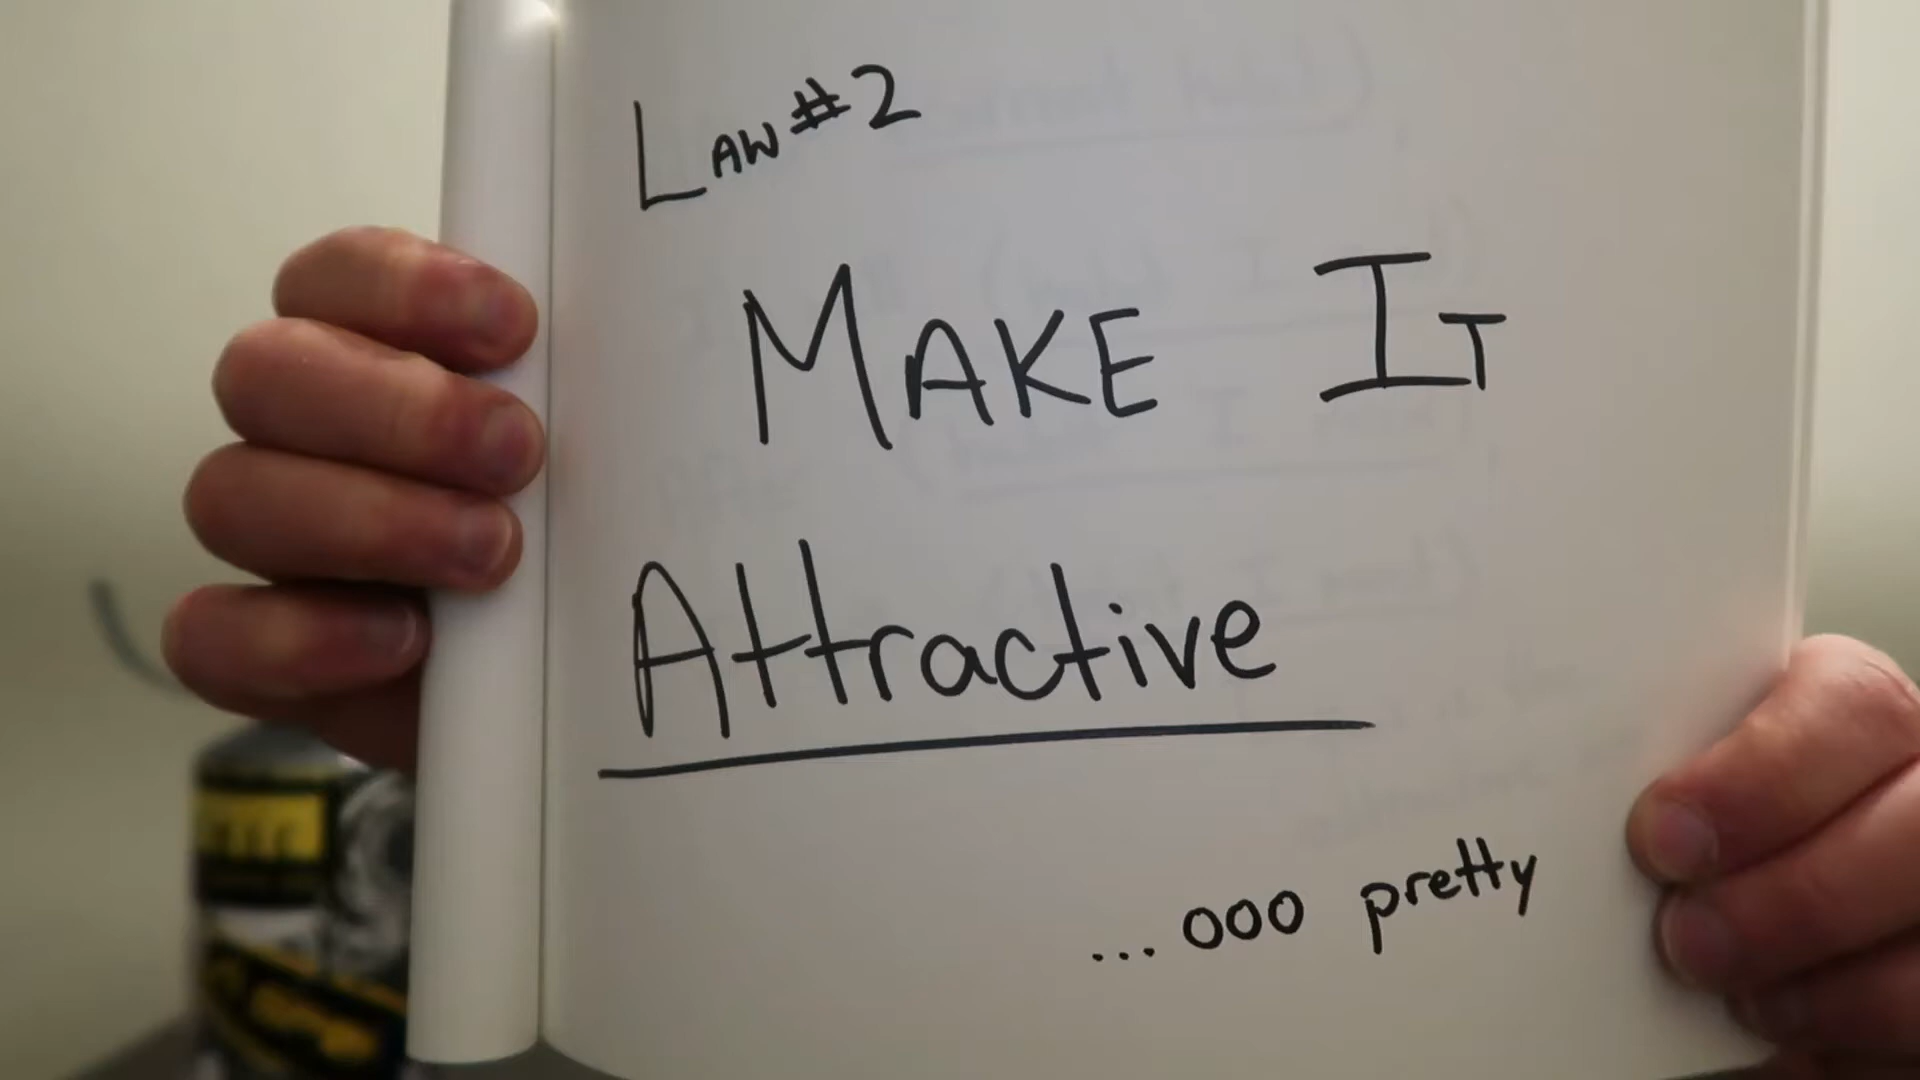 Law #2
Make It
Attractive
...ooo pretty